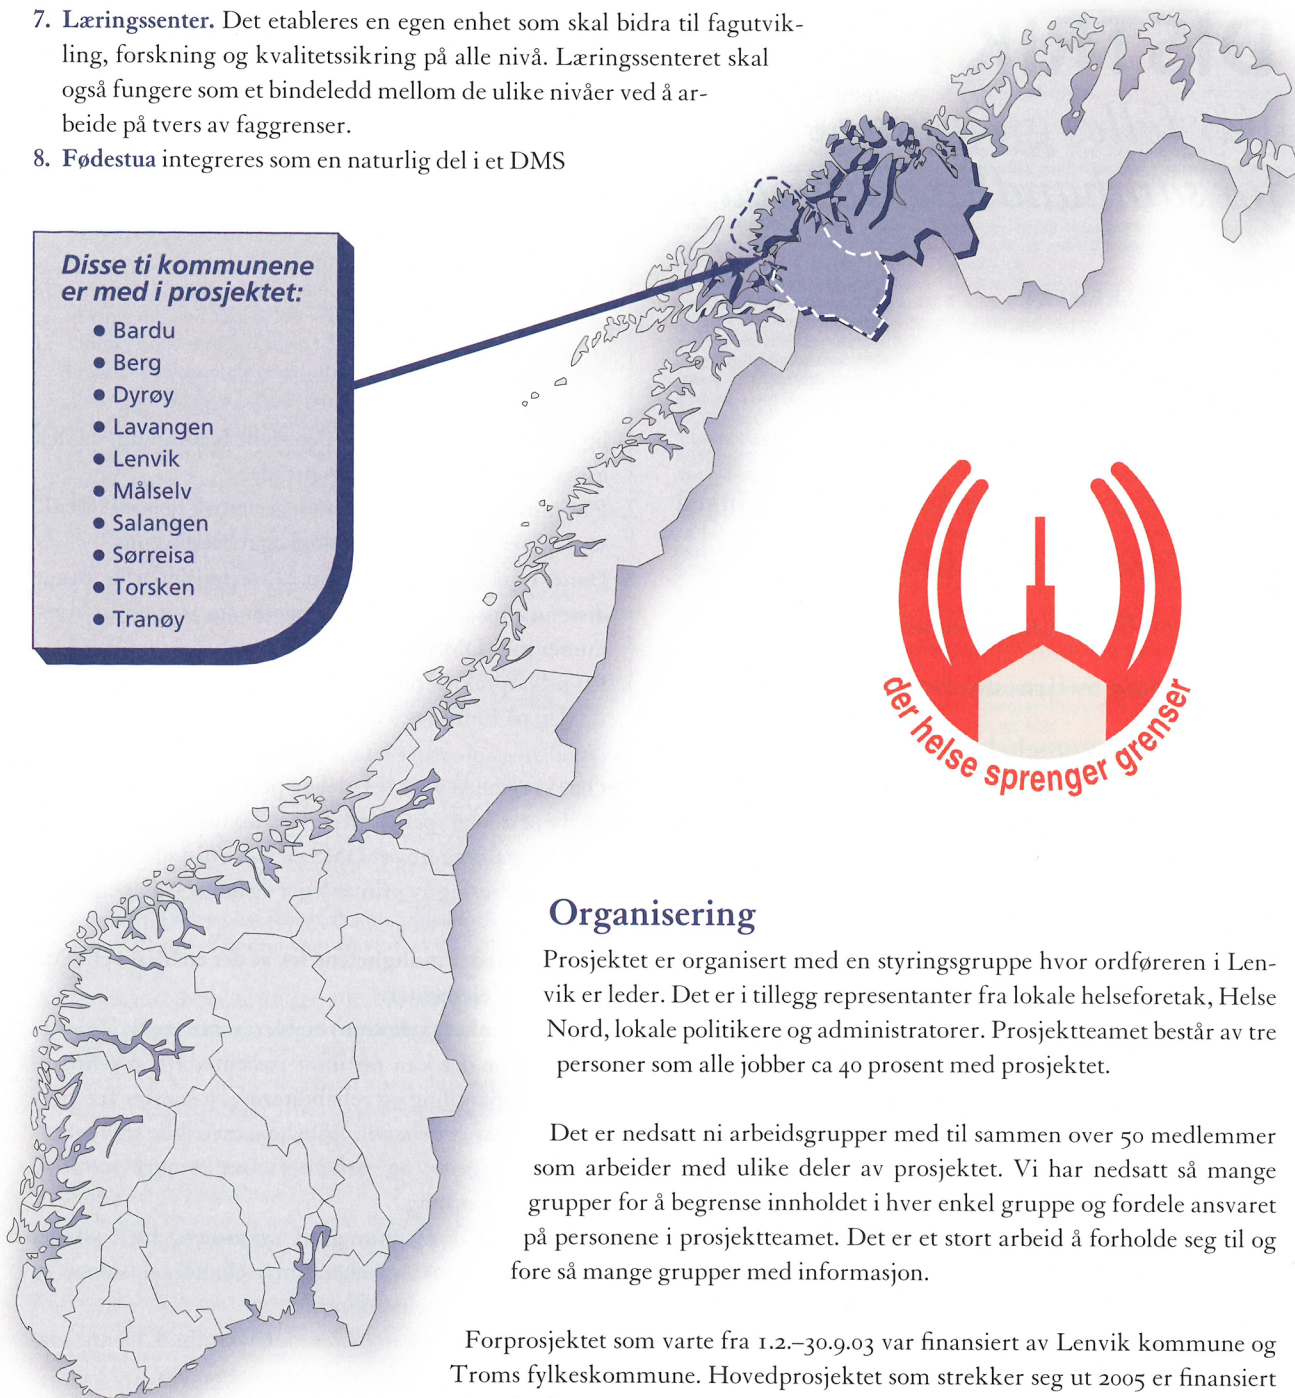 7. Læringssenter. Det etableres en egen enhet som skal bidra til fagutvik-
ling, forskning og kvalitetssikring på alle nivå. Læringssenteret skal
også fungere som et bindeledd mellom de ulike nivåer ved å ar-
beide på tvers av faggrenser.
8. Fødestua integreres som en naturlig del i et DMS
Disse ti kommunene
er med i prosjektet:
• Bardu
• Berg
• Dyrøy
• Lavangen
• Lenvik
• Målselv
• Salangen
• Sørreisa
• Torsken
• Tranøy
der helse sprenger grenser
Organisering
Prosjektet er organisert med en styringsgruppe hvor ordføreren i Len-
vik er leder. Det er i tillegg representanter fra lokale helseforetak, Helse
Nord, lokale politikere og administratorer. Prosjektteamet består av tre
personer som alle jobber ca 40 prosent med prosjektet.
Det er nedsatt ni arbeidsgrupper med til sammen over 50 medlemmer
som arbeider med ulike deler av prosjektet. Vi har nedsatt så mange
grupper for å begrense innholdet i hver enkel gruppe og fordele ansvaret
på personene i prosjektteamet. Det er et stort arbeid å forholde seg til og
fore så mange grupper med informasjon.
Forprosjektet som varte fra 1.2.–30.9.03 var finansiert av Lenvik kommune og
Troms fylkeskommune. Hovedprosjektet som strekker seg ut 2005 er finansiert